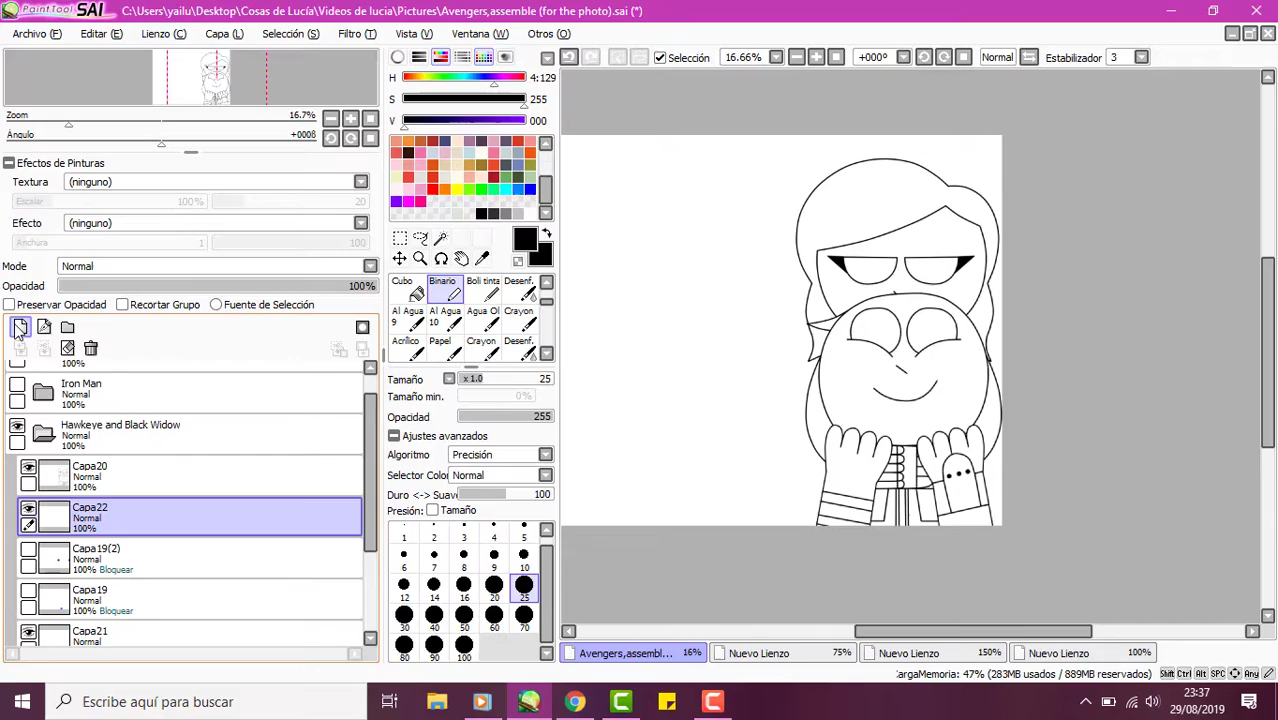 PaintTool SAI C:\Users\yailu\Desktop\Cosas de Lucía\Videos de lucia\Pictures\Avengers,assemble (for the photo).sai (*)
Archivo (F) Editar (E) Lienzo (C) Capa (L) Selección (S) Filtro (T) Vista (V) Ventana (W) Otros (O)
Selección 16.66% +000º Normal Estabilizador 3
H 4:129
S 255
V 000
Zoom 16.7%
Ángulo +000ß
Efectos de Pinturas
Textura (ninguno)
Escalar 100% 20
Efecto (ninguno)
Anchura 1 100
Mode Normal
Opacidad 100%
Preservar Opacidad Recortar Grupo Fuente de Selección
100%
Iron Man
Normal
100%
Hawkeye and Black Widow
Normal
100%
Capa20
Normal
100%
Capa22
Normal
100%
Capa19(2)
Normal
100% Bloquear
Capa19
Normal
100% Bloquear
Capa21
Normal
Cubo Binario Boli tinta Desenf.
Al Agua 9 Al Agua 10 Agua Ol Crayon
Acrílico Papel Crayon Desenf.
Tamaño x 1.0 25
Tamaño min. 0%
Opacidad 255
Ajustes avanzados
Algoritmo Precisión
Selector Color Normal
Duro <-> Suave 100
Presión: Tamaño
1 2 3 4 5
6 7 8 9 10
12 14 16 20 25
30 40 50 60 70
80 90 100
Avengers,assembl... 16% Nuevo Lienzo 75% Nuevo Lienzo 150% Nuevo Lienzo 100%
CargaMemoria: 47% (283MB usados / 889MB reservados) Shift Ctrl Alt SPC Any
Escribe aquí para buscar
23:37
29/08/2019